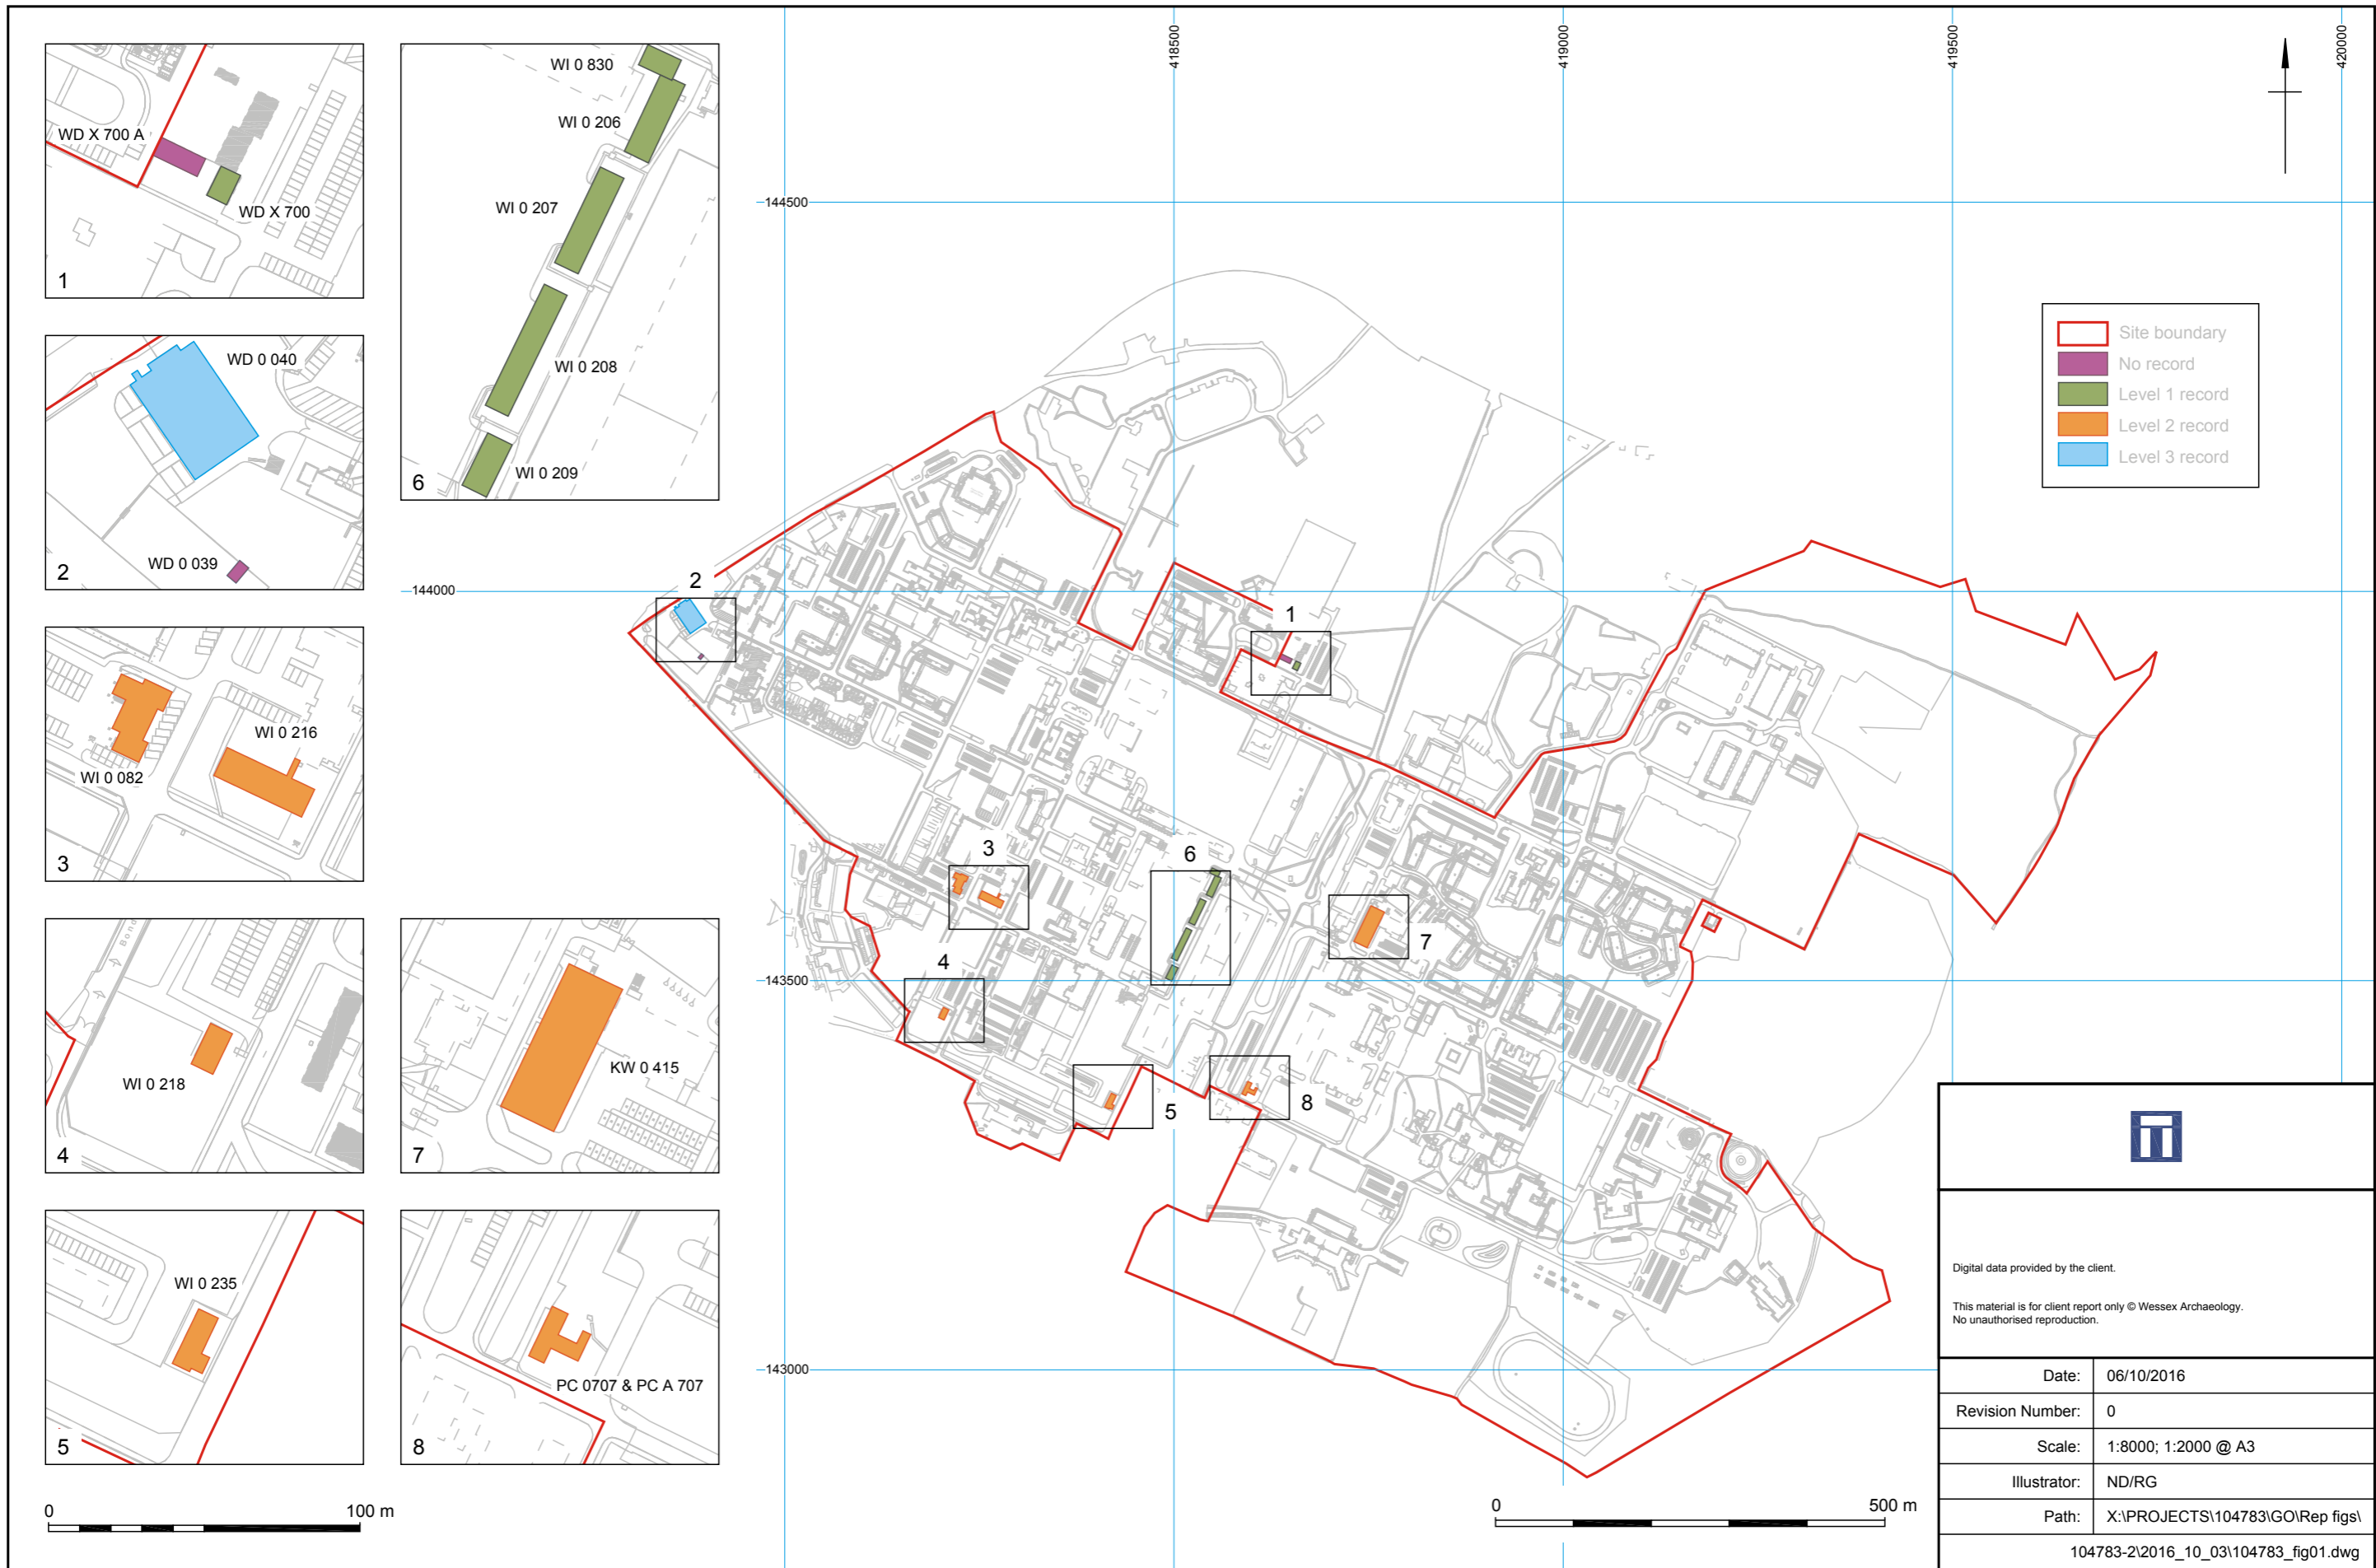 WD X 700 A
WD X 700
1
WD 0 040
WD 0 039
2
WI 0 082
WI 0 216
3
Bond
WI 0 218
4
WI 0 235
5
WI 0 830
WI 0 206
WI 0 207
WI 0 208
WI 0 209
6
KW 0 415
7
PC 0707 & PC A 707
8
0 100 m
418500
419000
419500
420000
144500
144000
143500
143000
2
1
3
6
4
7
5
8
0 500 m
Site boundary
No record
Level 1 record
Level 2 record
Level 3 record
Digital data provided by the client.
This material is for client report only © Wessex Archaeology.
No unauthorised reproduction.
Date: 06/10/2016
Revision Number: 0
Scale: 1:8000; 1:2000 @ A3
Illustrator: ND/RG
Path: X:\PROJECTS\104783\GO\Rep figs\
104783-2\2016_10_03\104783_fig01.dwg